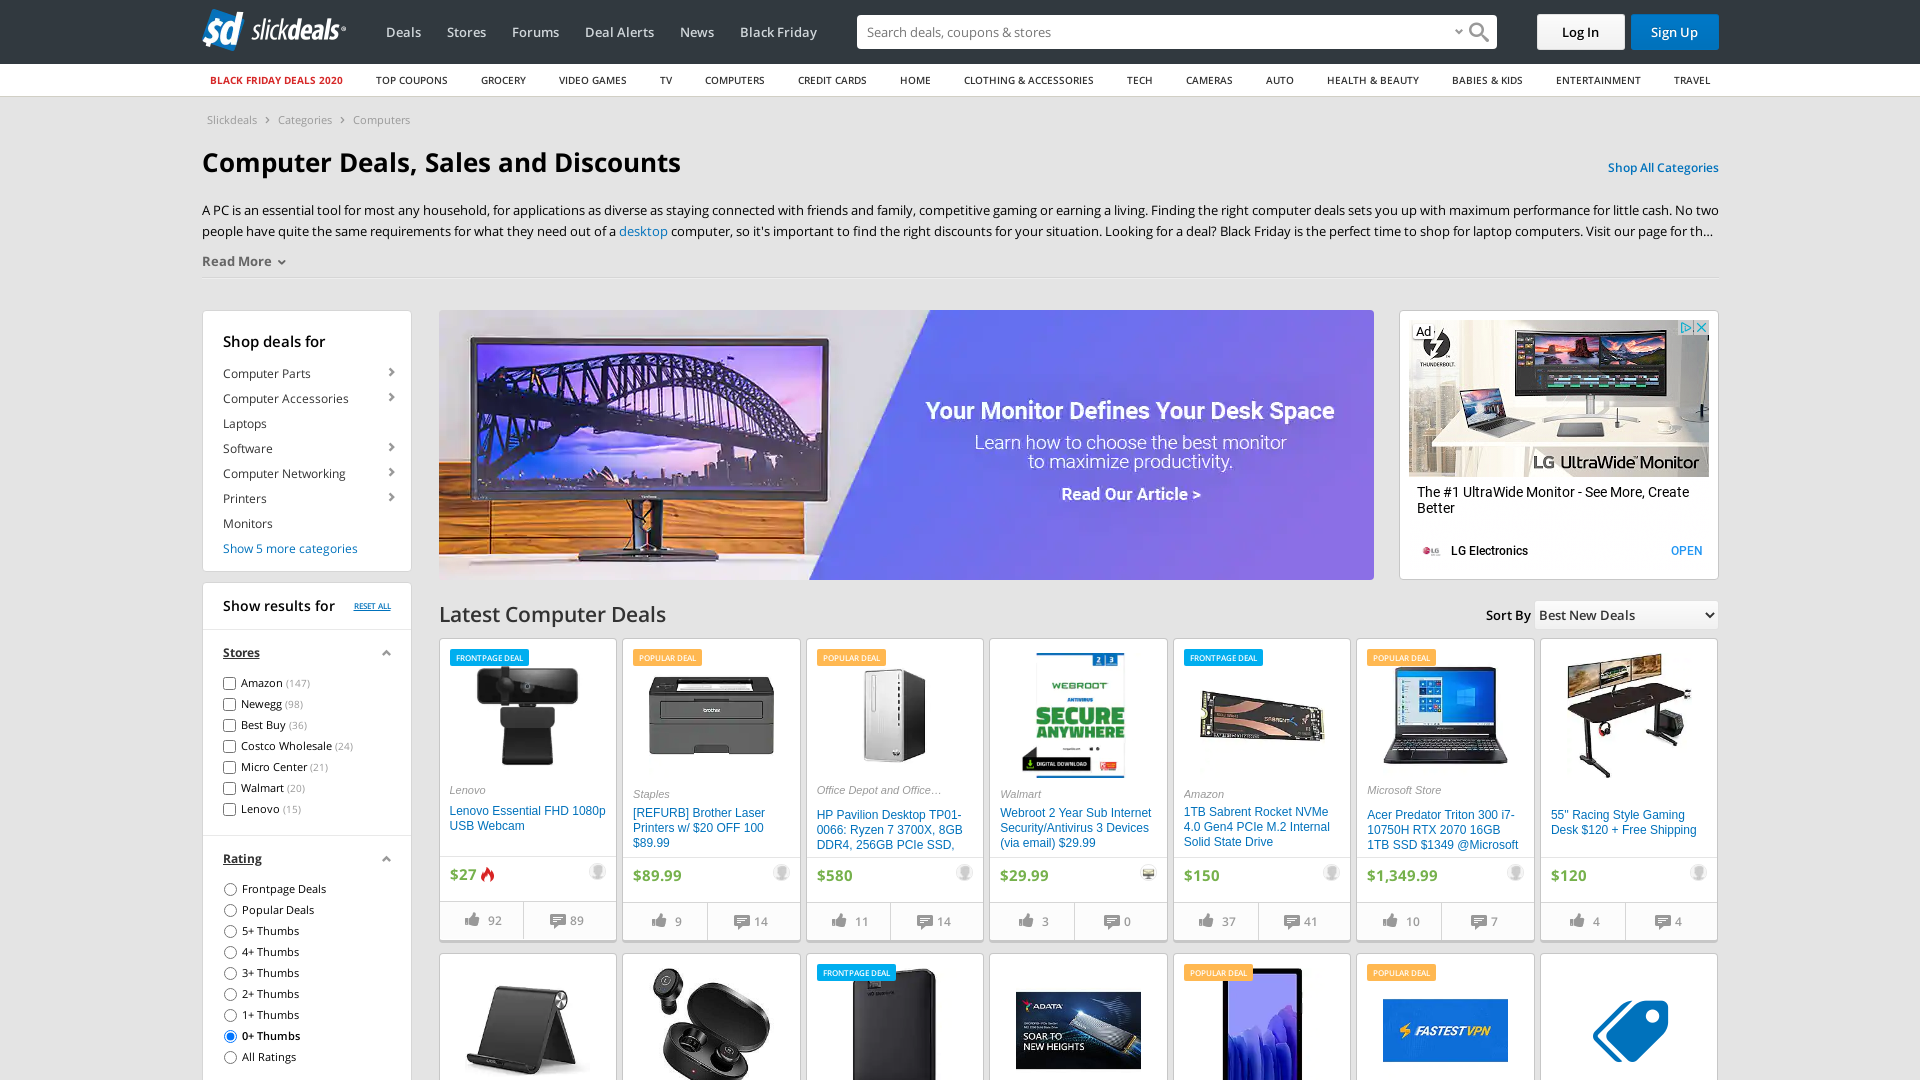 slickdeals
Deals
Stores
Forums
Deal Alerts
News
Black Friday
Search deals, coupons & stores
Log In
Sign Up
BLACK FRIDAY DEALS 2020
TOP COUPONS
GROCERY
VIDEO GAMES
TV
COMPUTERS
CREDIT CARDS
HOME
CLOTHING & ACCESSORIES
TECH
CAMERAS
AUTO
HEALTH & BEAUTY
BABIES & KIDS
ENTERTAINMENT
TRAVEL
Slickdeals > Categories > Computers
Computer Deals, Sales and Discounts
Shop All Categories
A PC is an essential tool for most any household, for applications as diverse as staying connected with friends and family, competitive gaming or earning a living. Finding the right computer deals sets you up with maximum performance for little cash. No two
people have quite the same requirements for what they need out of a desktop computer, so it's important to find the right discounts for your situation. Looking for a deal? Black Friday is the perfect time to shop for laptop computers. Visit our page for th...
Read More
Shop deals for
Computer Parts
Computer Accessories
Laptops
Software
Computer Networking
Printers
Monitors
Show 5 more categories
Show results for
RESET ALL
Stores
Amazon (147)
Newegg (98)
Best Buy (36)
Costco Wholesale (24)
Micro Center (21)
Walmart (20)
Lenovo (15)
Rating
Frontpage Deals
Popular Deals
5+ Thumbs
4+ Thumbs
3+ Thumbs
2+ Thumbs
1+ Thumbs
0+ Thumbs
All Ratings
Your Monitor Defines Your Desk Space
Learn how to choose the best monitor
to maximize productivity.
Read Our Article >
Ad
THUNDERBOLT
LG UltraWide Monitor
The #1 UltraWide Monitor - See More, Create
Better
LG Electronics
OPEN
Latest Computer Deals
Sort By
Best New Deals
FRONTPAGE DEAL
Lenovo
Lenovo Essential FHD 1080p
USB Webcam
$27
92
89
POPULAR DEAL
brother
Staples
[REFURB] Brother Laser
Printers w/ $20 OFF 100
$89.99
$89.99
9
14
POPULAR DEAL
Office Depot and Office...
HP Pavilion Desktop TP01-
0066: Ryzen 7 3700X, 8GB
DDR4, 256GB PCIe SSD,
$580
11
14
2 3
WEBROOT
ANTIVIRUS
SECURE
ANYWHERE
DIGITAL DOWNLOAD
Walmart
Webroot 2 Year Sub Internet
Security/Antivirus 3 Devices
(via email) $29.99
$29.99
3
0
FRONTPAGE DEAL
SABRENT
Amazon
1TB Sabrent Rocket NVMe
4.0 Gen4 PCIe M.2 Internal
Solid State Drive
$150
37
41
POPULAR DEAL
Microsoft Store
Acer Predator Triton 300 i7-
10750H RTX 2070 16GB
1TB SSD $1349 @Microsoft
$1,349.99
10
7
55" Racing Style Gaming
Desk $120 + Free Shipping
$120
4
4
FRONTPAGE DEAL
ADATA
SOAR TO
NEW HEIGHTS
POPULAR DEAL
POPULAR DEAL
FASTESTVPN